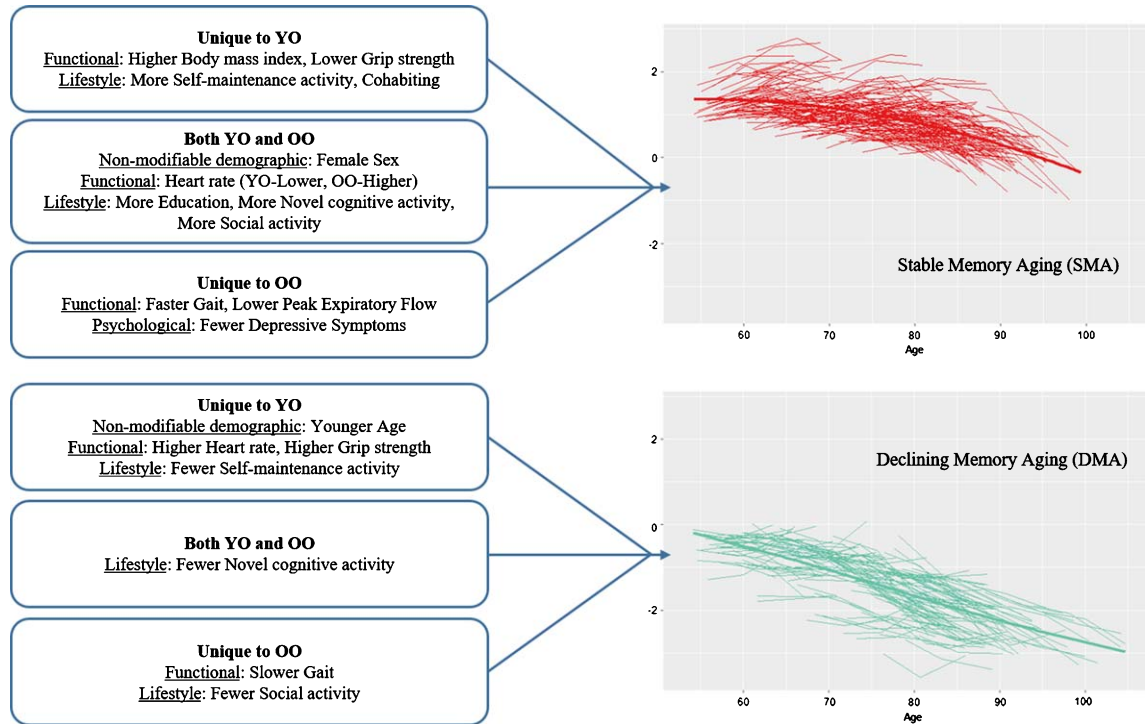 Unique to YO
Functional: Higher Body mass index, Lower Grip strength
Lifestyle: More Self-maintenance activity, Cohabiting
Both YO and OO
Non-modifiable demographic: Female Sex
Functional: Heart rate (YO-Lower, OO-Higher)
Lifestyle: More Education, More Novel cognitive activity,
More Social activity
Unique to OO
Functional: Faster Gait, Lower Peak Expiratory Flow
Psychological: Fewer Depressive Symptoms
2
0
-2
Stable Memory Aging (SMA)
60 70 80 90 100
Age
Unique to YO
Non-modifiable demographic: Younger Age
Functional: Higher Heart rate, Higher Grip strength
Lifestyle: Fewer Self-maintenance activity
Both YO and OO
Lifestyle: Fewer Novel cognitive activity
Unique to OO
Functional: Slower Gait
Lifestyle: Fewer Social activity
2
Declining Memory Aging (DMA)
0
-2
60 70 80 90 100
Age